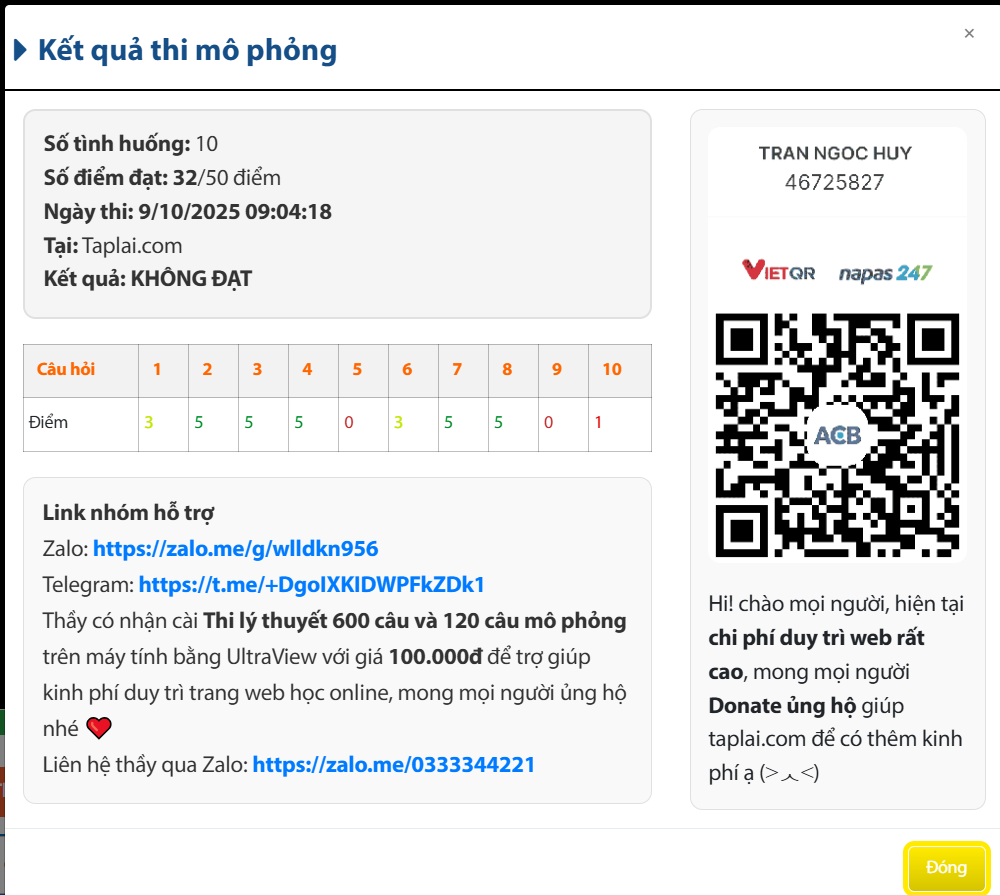 Kết quả thi mô phỏng
×
Số tình huống: 10
Số điểm đạt: 32/50 điểm
Ngày thi: 9/10/2025 09:04:18
Tại: Taplai.com
Kết quả: KHÔNG ĐẠT
Câu hỏi 1 2 3 4 5 6 7 8 9 10
Điểm 3 5 5 5 0 3 5 5 0 1
Link nhóm hỗ trợ
Zalo: https://zalo.me/g/wlldkn956
Telegram: https://t.me/+DgoIXKIDWPFkZDk1
Thầy có nhận cài Thi lý thuyết 600 câu và 120 câu mô phỏng
trên máy tính bằng UltraView với giá 100.000đ để trợ giúp
kinh phí duy trì trang web học online, mong mọi người ủng hộ
nhé ❤
Liên hệ thầy qua Zalo: https://zalo.me/0333344221
TRAN NGOC HUY
46725827
VIETQR napas 247
ACB
Hi! chào mọi người, hiện tại
chi phí duy trì web rất
cao, mong mọi người
Donate ủng hộ giúp
taplai.com để có thêm kinh
phí ạ (>ㅅ<)
Đóng